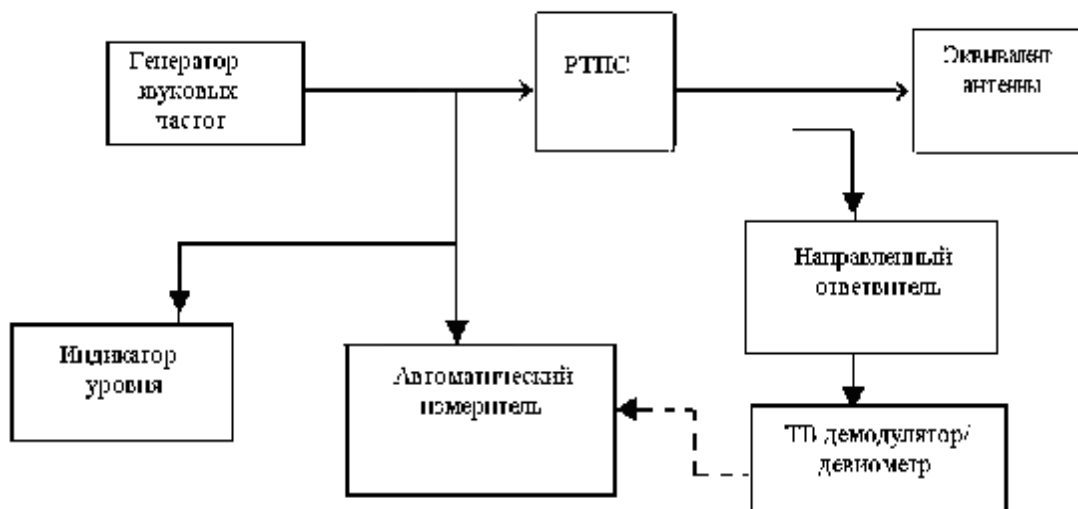 Генератор
звуковых
частот
РТПС
Эквивалент
антенны
Направленный
ответвитель
Индикатор
уровня
Автоматический
измеритель
ТВ демодулятор/
девиометр